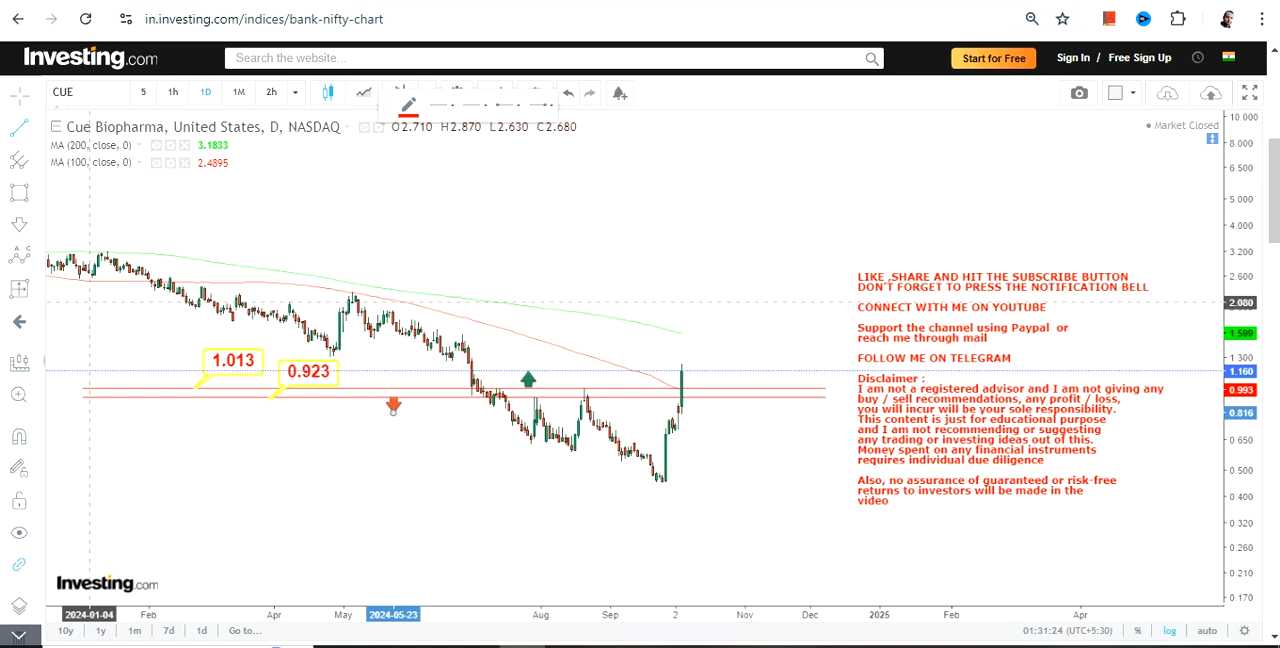 in.investing.com/indices/bank-nifty-chart
Investing.com
Search the website...
Start for Free
Sign In / Free Sign Up
CUE
5 1h 1D 1M 2h
Cue Biopharma, United States, D, NASDAQ
O2.710 H2.870 L2.630 C2.680
Market Closed
MA (200, close, 0) 3.1833
MA (100, close, 0) 2.4895
10.000
8.000
6.500
5.000
4.000
3.200
2.600
2.080
1.599
1.300
1.160
0.993
0.816
0.650
0.500
0.400
0.320
0.260
0.210
0.170
1.013
0.923
LIKE ,SHARE AND HIT THE SUBSCRIBE BUTTON
DON'T FORGET TO PRESS THE NOTIFICATION BELL
CONNECT WITH ME ON YOUTUBE
Support the channel using Paypal or
reach me through mail
FOLLOW ME ON TELEGRAM
Disclaimer :
I am not a registered advisor and I am not giving any
buy / sell recommendations, any profit / loss,
you will incur will be your sole responsibility.
This content is just for educational purpose
and I am not recommending or suggesting
any trading or investing ideas out of this.
Money spent on any financial instruments
requires individual due diligence
Also, no assurance of guaranteed or risk-free
returns to investors will be made in the
video
Investing.com
2024-01-04 Feb Apr May 2024-05-23 Aug Sep 2 Nov Dec 2025 Feb Apr
10y 1y 1m 7d 1d Go to...
01:31:24 (UTC+5:30) % log auto